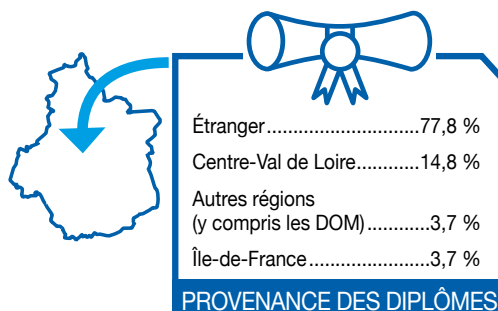 Étranger............................77,8 %
Centre-Val de Loire............14,8 %
Autres régions
(y compris les DOM)...........3,7 %
Île-de-France......................3,7 %
PROVENANCE DES DIPLÔMES